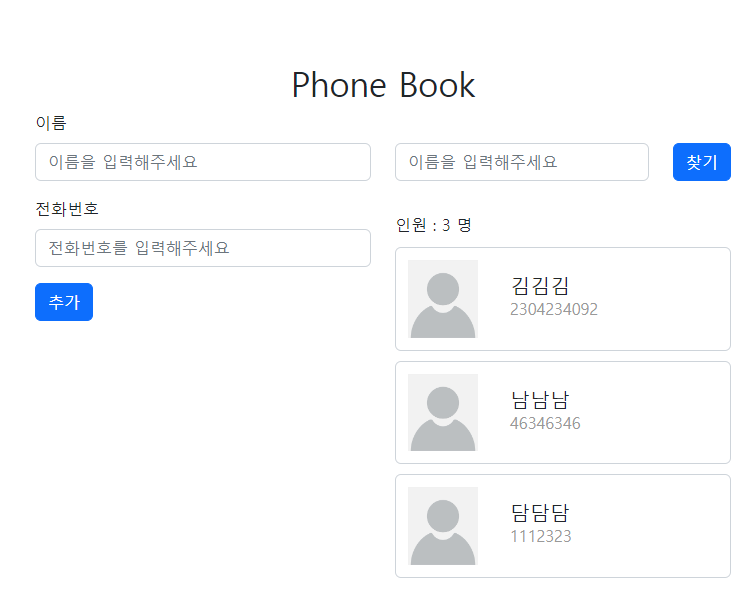 Phone Book
이름
이름을 입력해주세요
전화번호
전화번호를 입력해주세요
추가
이름을 입력해주세요
찾기
인원 : 3 명
김김김
2304234092
남남남
46346346
담담담
1112323